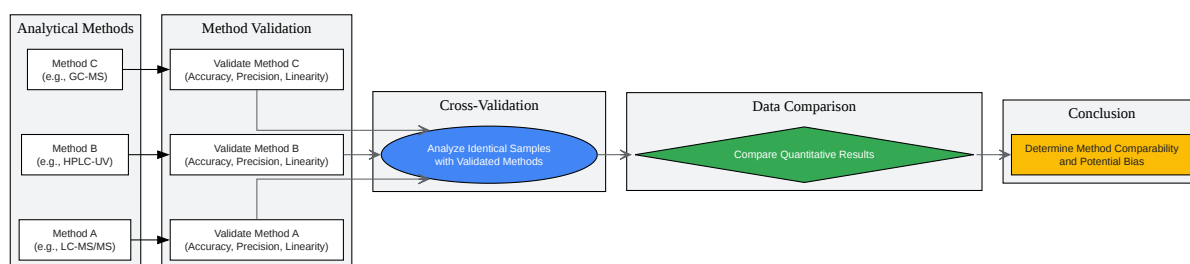 Analytical Methods
Method C
(e.g., GC-MS)
Method B
(e.g., HPLC-UV)
Method A
(e.g., LC-MS/MS)
Method Validation
Validate Method C
(Accuracy, Precision, Linearity)
Validate Method B
(Accuracy, Precision, Linearity)
Validate Method A
(Accuracy, Precision, Linearity)
Cross-Validation
Analyze Identical Samples
with Validated Methods
Data Comparison
Compare Quantitative Results
Conclusion
Determine Method Comparability
and Potential Bias